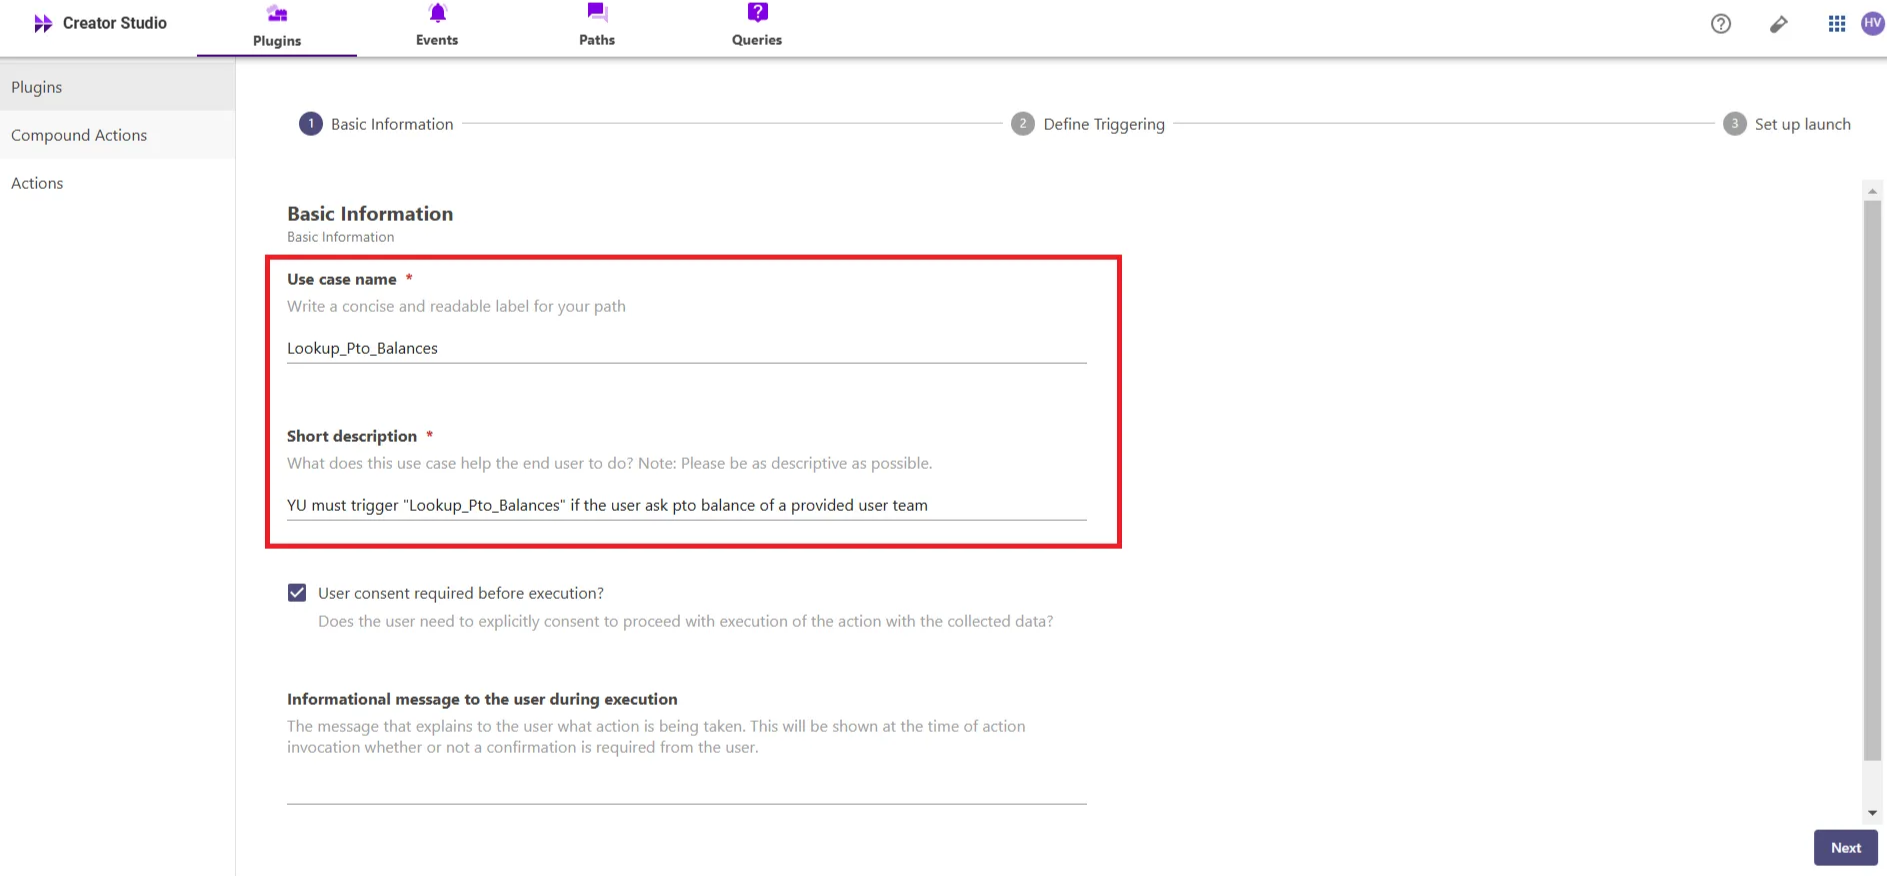 Creator Studio
Plugins
Events
Paths
Queries
HV
Plugins
Compound Actions
Actions
1 Basic Information
2 Define Triggering
3 Set up launch
Basic Information
Basic Information
Use case name *
Write a concise and readable label for your path
Lookup_Pto_Balances
Short description *
What does this use case help the end user to do? Note: Please be as descriptive as possible.
YU must trigger "Lookup_Pto_Balances" if the user ask pto balance of a provided user team
User consent required before execution?
Does the user need to explicitly consent to proceed with execution of the action with the collected data?
Informational message to the user during execution
The message that explains to the user what action is being taken. This will be shown at the time of action
invocation whether or not a confirmation is required from the user.
Next